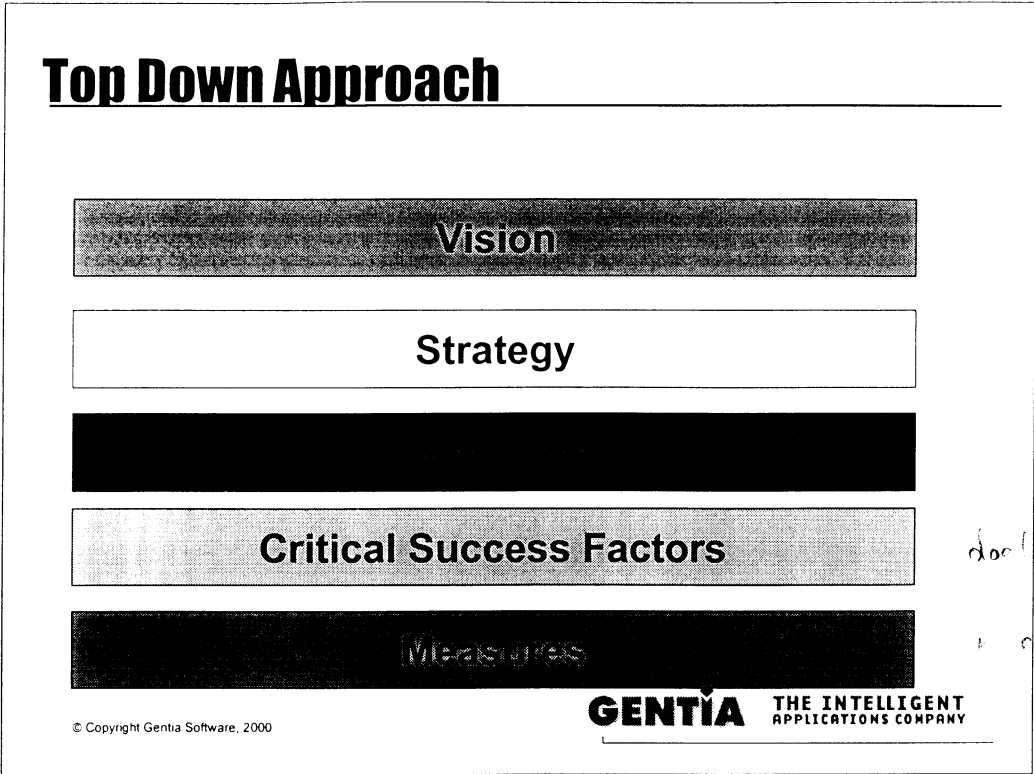 Top Down Approach
Vision
Strategy
Critical Success Factors
Measures
© Copyright Gentia Software, 2000
GENTIA THE INTELLIGENT
APPLICATIONS COMPANY